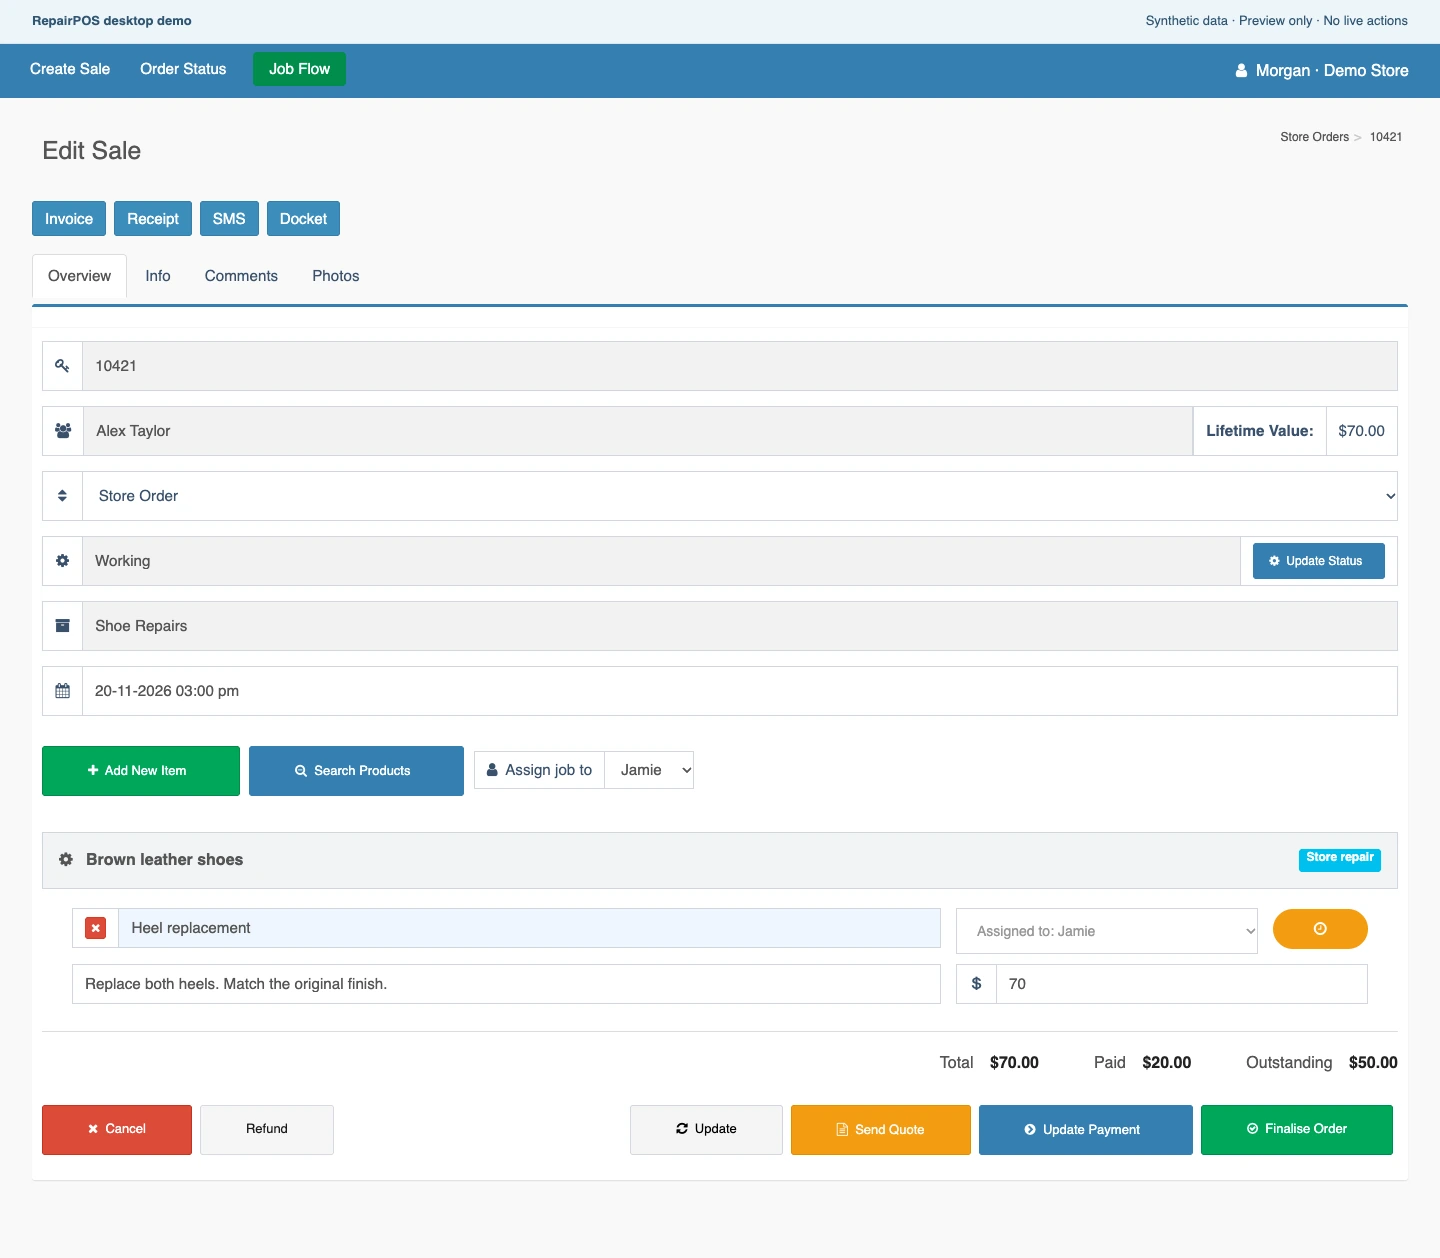 RepairPOS desktop demo
Synthetic data · Preview only · No live actions
Create Sale
Order Status
Job Flow
Morgan · Demo Store
Edit Sale
Store Orders > 10421
Invoice
Receipt
SMS
Docket
Overview
Info
Comments
Photos
10421
Alex Taylor
Lifetime Value:
$70.00
Store Order
Working
Update Status
Shoe Repairs
20-11-2026 03:00 pm
Add New Item
Search Products
Assign job to
Jamie
Brown leather shoes
Store repair
Heel replacement
Assigned to: Jamie
Replace both heels. Match the original finish.
$ 70
Total $70.00
Paid $20.00
Outstanding $50.00
Cancel
Refund
Update
Send Quote
Update Payment
Finalise Order